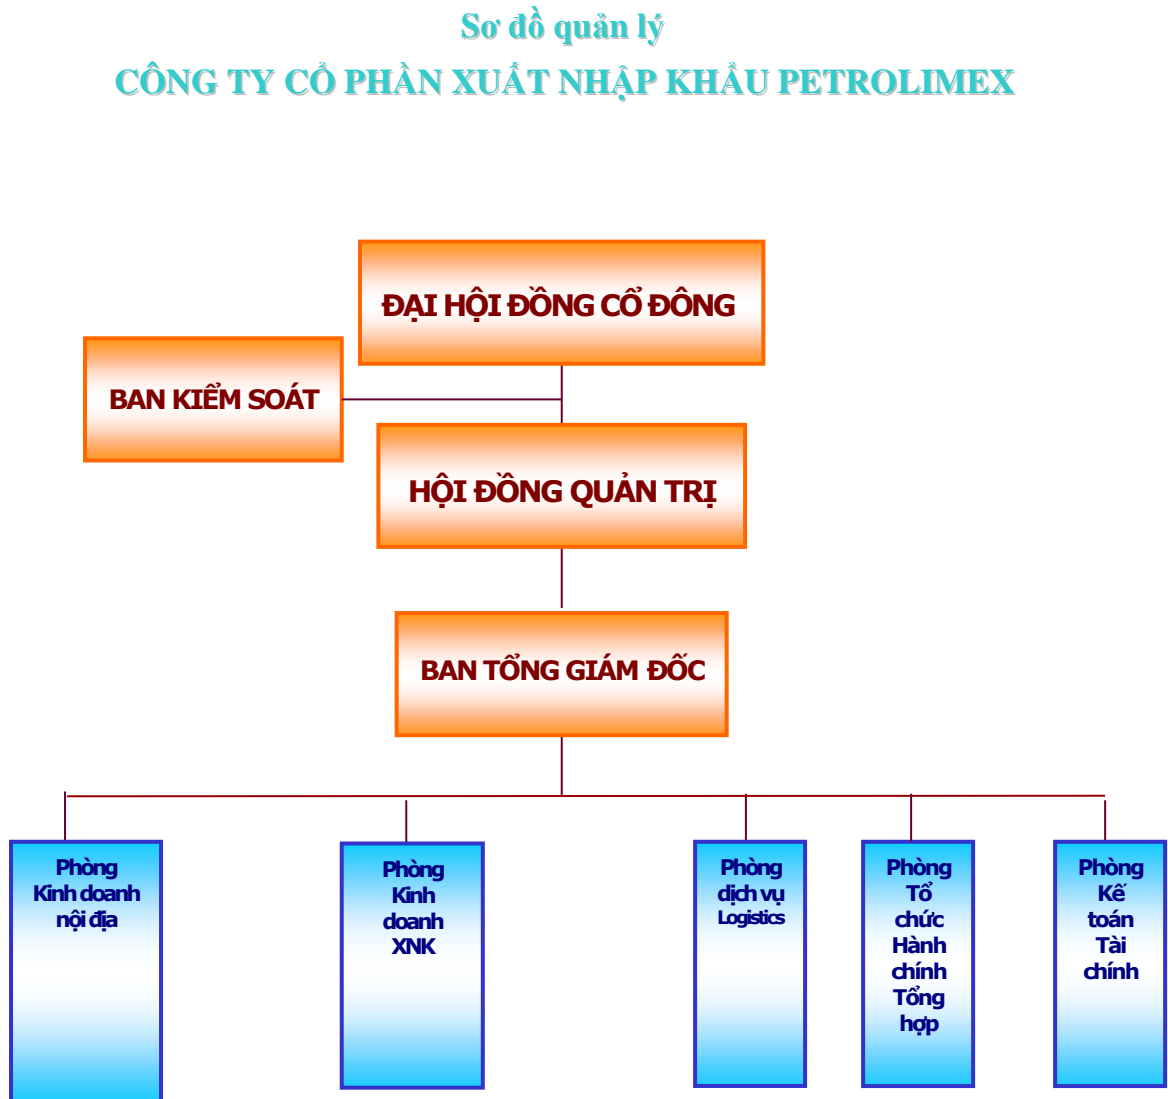 Sơ đồ quản lý
CÔNG TY CỔ PHẦN XUẤT NHẬP KHẨU PETROLIMEX
ĐẠI HỘI ĐỒNG CỔ ĐÔNG
BAN KIỂM SOÁT
HỘI ĐỒNG QUẢN TRỊ
BAN TỔNG GIÁM ĐỐC
Phòng
Kinh doanh
nội địa
Phòng
Kinh
doanh
XNK
Phòng
dịch vụ
Logistics
Phòng
Tổ
chức
Hành
chính
Tổng
hợp
Phòng
Kế
toán
Tài
chính